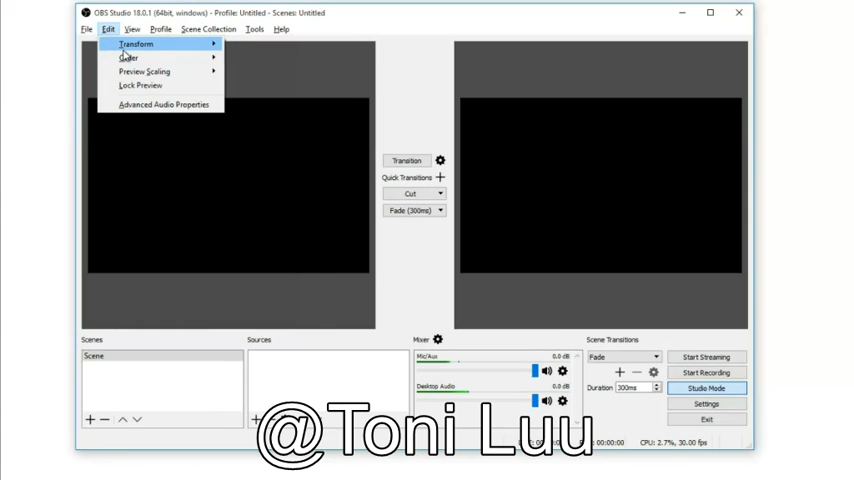 OBS Studio 18.0.1 (64bit, windows) - Profile: Untitled - Scenes: Untitled
File Edit View Profile Scene Collection Tools Help
Transform
Order
Preview Scaling
Lock Preview
Advanced Audio Properties
Transition
Quick Transitions
Cut
Fade (300ms)
Scenes
Scene
Sources
Mixer
Mic/Aux 0.0 dB
Desktop Audio 0.0 dB
Scene Transitions
Fade
Duration 300ms
Start Streaming
Start Recording
Studio Mode
Settings
Exit
CPU: 2.7%, 30.00 fps
@Toni Luu